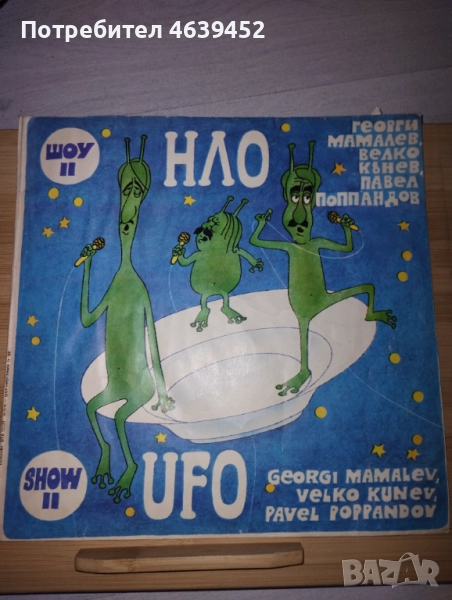 Потребител 4639452
ШОУ
II
НЛО
ГЕОРГИ
МАМАЛЕВ,
ВЕЛКО
КЪНЕВ,
ПАВЕЛ
ПОППАНДОВ
SHOW
II
UFO
GEORGI MAMALEV,
VELKO KUNEV,
PAVEL POPPANDOV
BAZAR